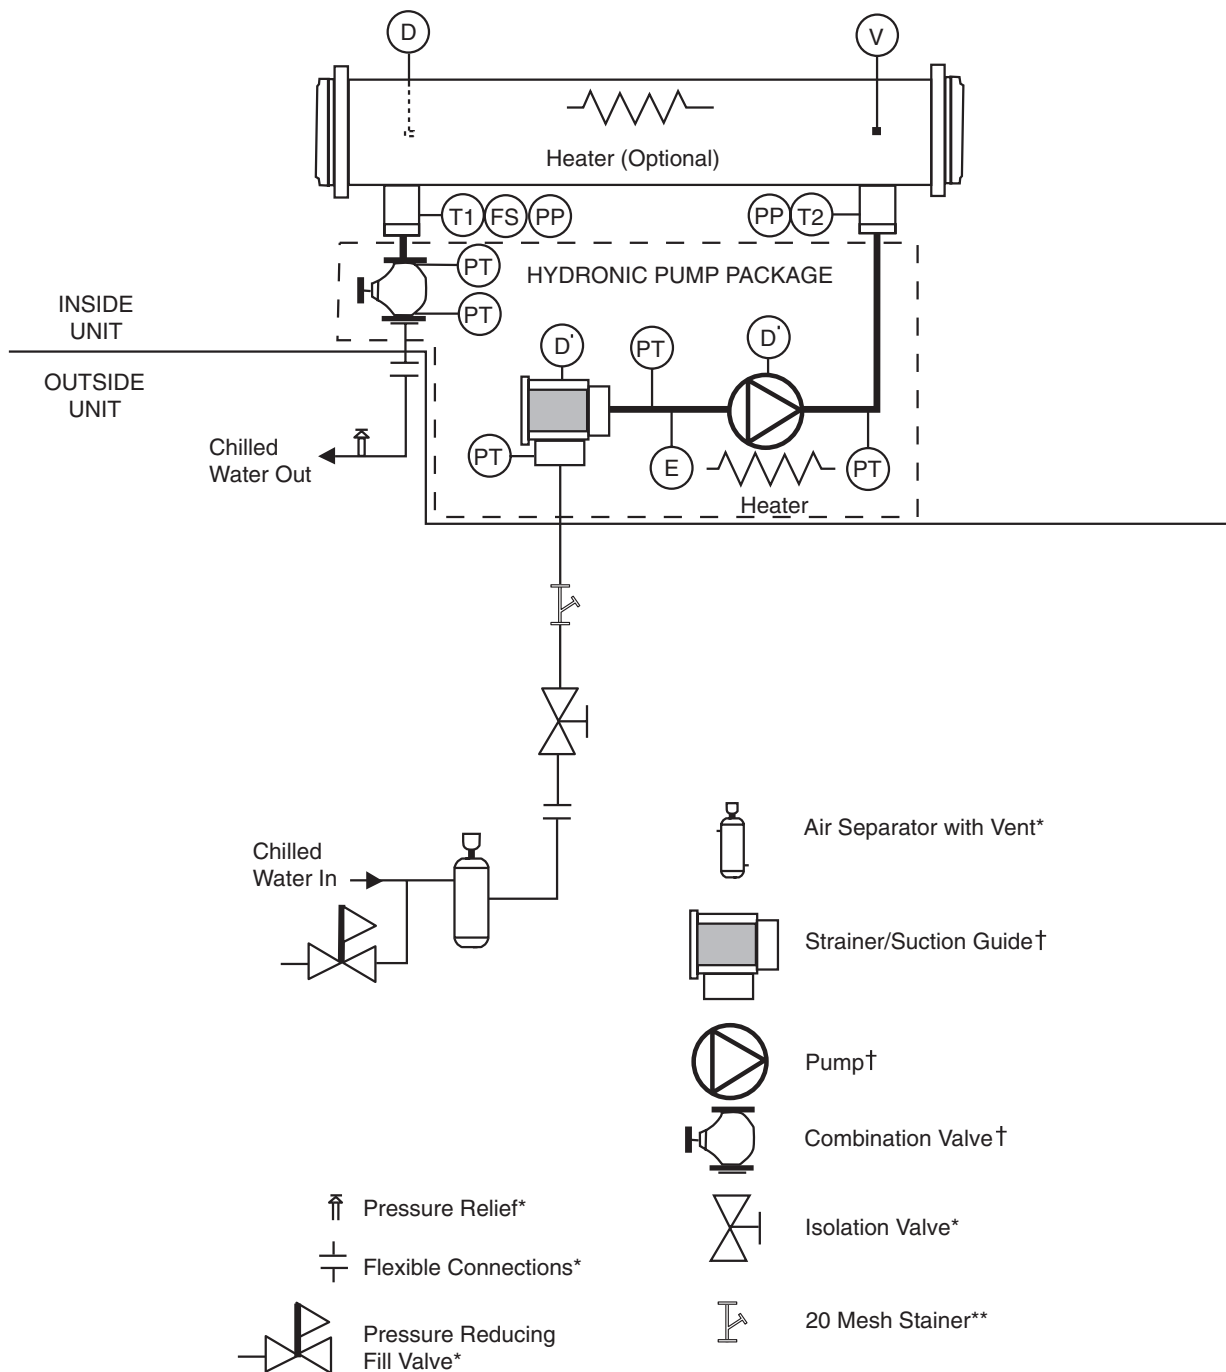 D
V
Heater (Optional)
T1 FS PP
PP T2
PT
HYDRONIC PUMP PACKAGE
PT
INSIDE
UNIT
OUTSIDE
UNIT
D'
PT
D'
Chilled
Water Out
PT
E
PT
Heater
Chilled
Water In
Air Separator with Vent*
Strainer/Suction Guide†
Pump†
Combination Valve†
Pressure Relief*
Isolation Valve*
Flexible Connections*
20 Mesh Stainer**
Pressure Reducing
Fill Valve*